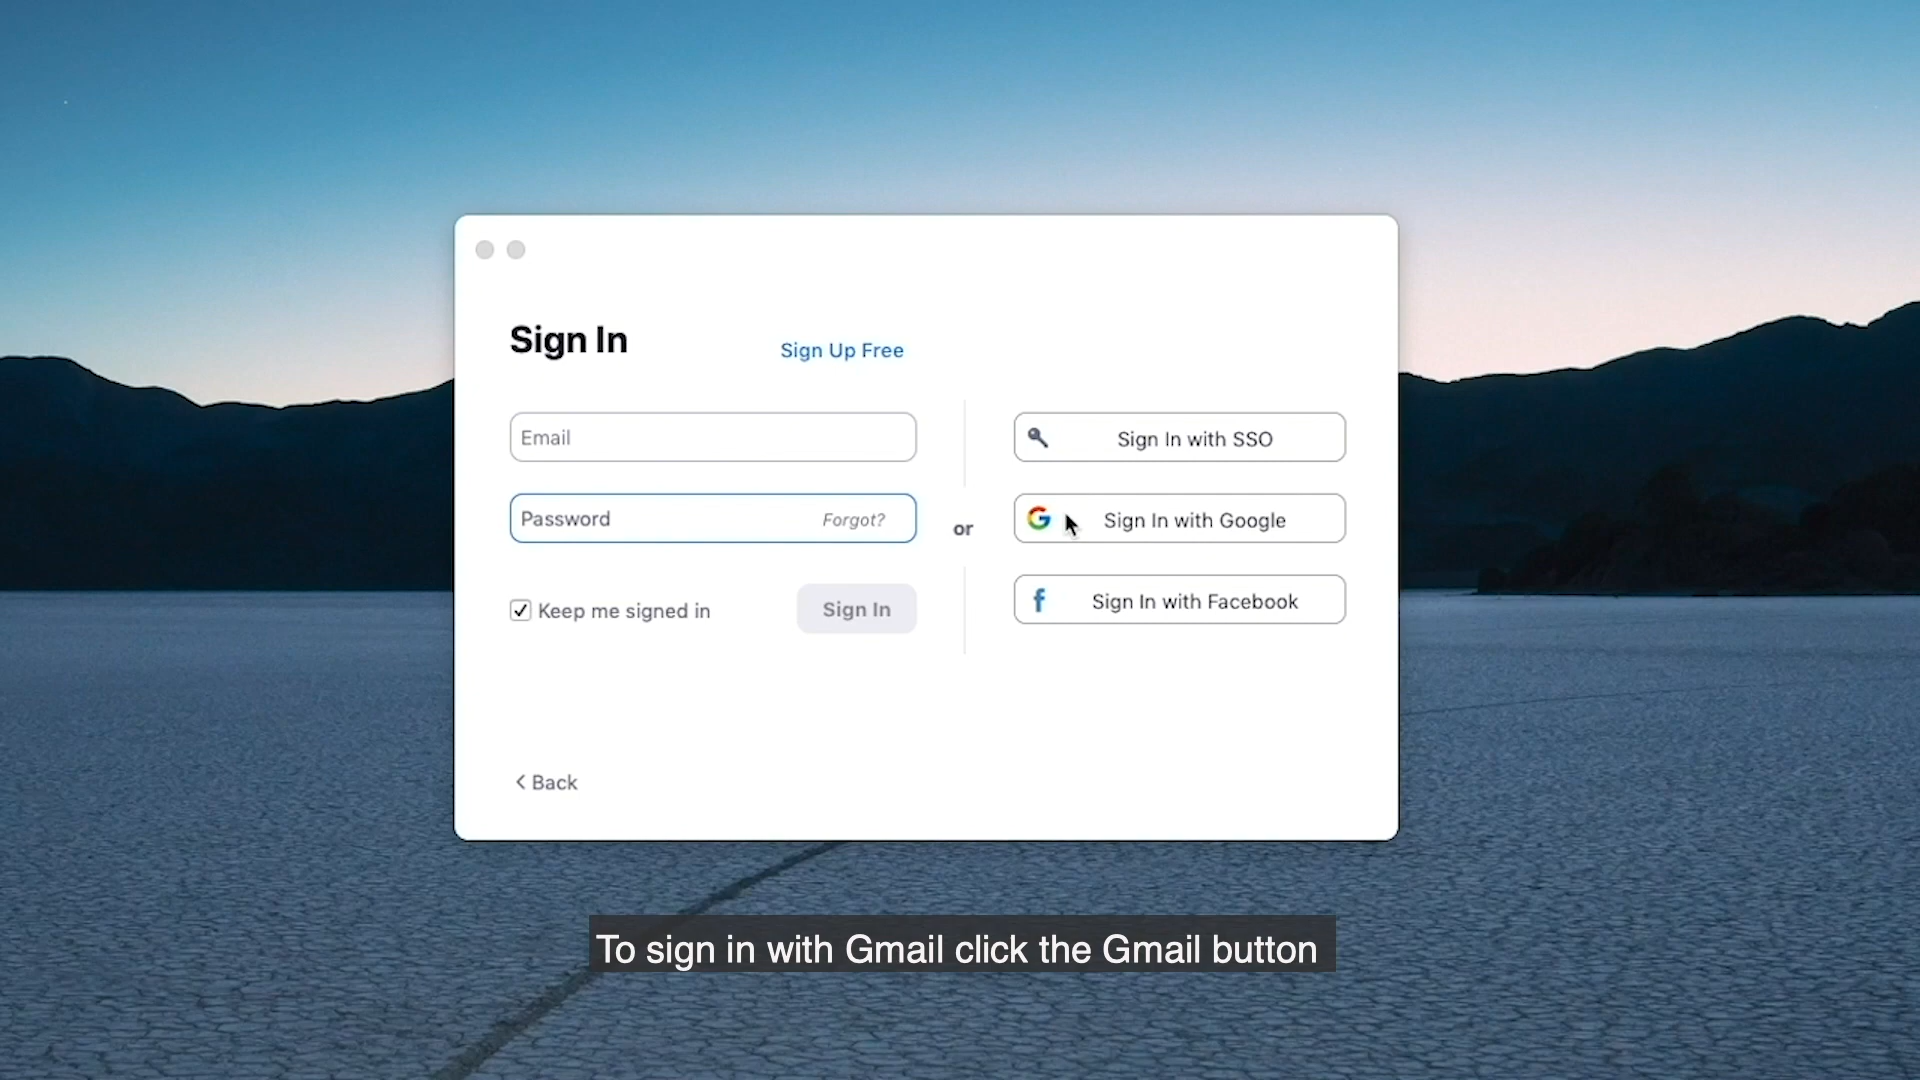 Sign In
Sign Up Free
Email
Password Forgot?
Keep me signed in
Sign In
or
Sign In with SSO
Sign In with Google
Sign In with Facebook
Back
To sign in with Gmail click the Gmail button